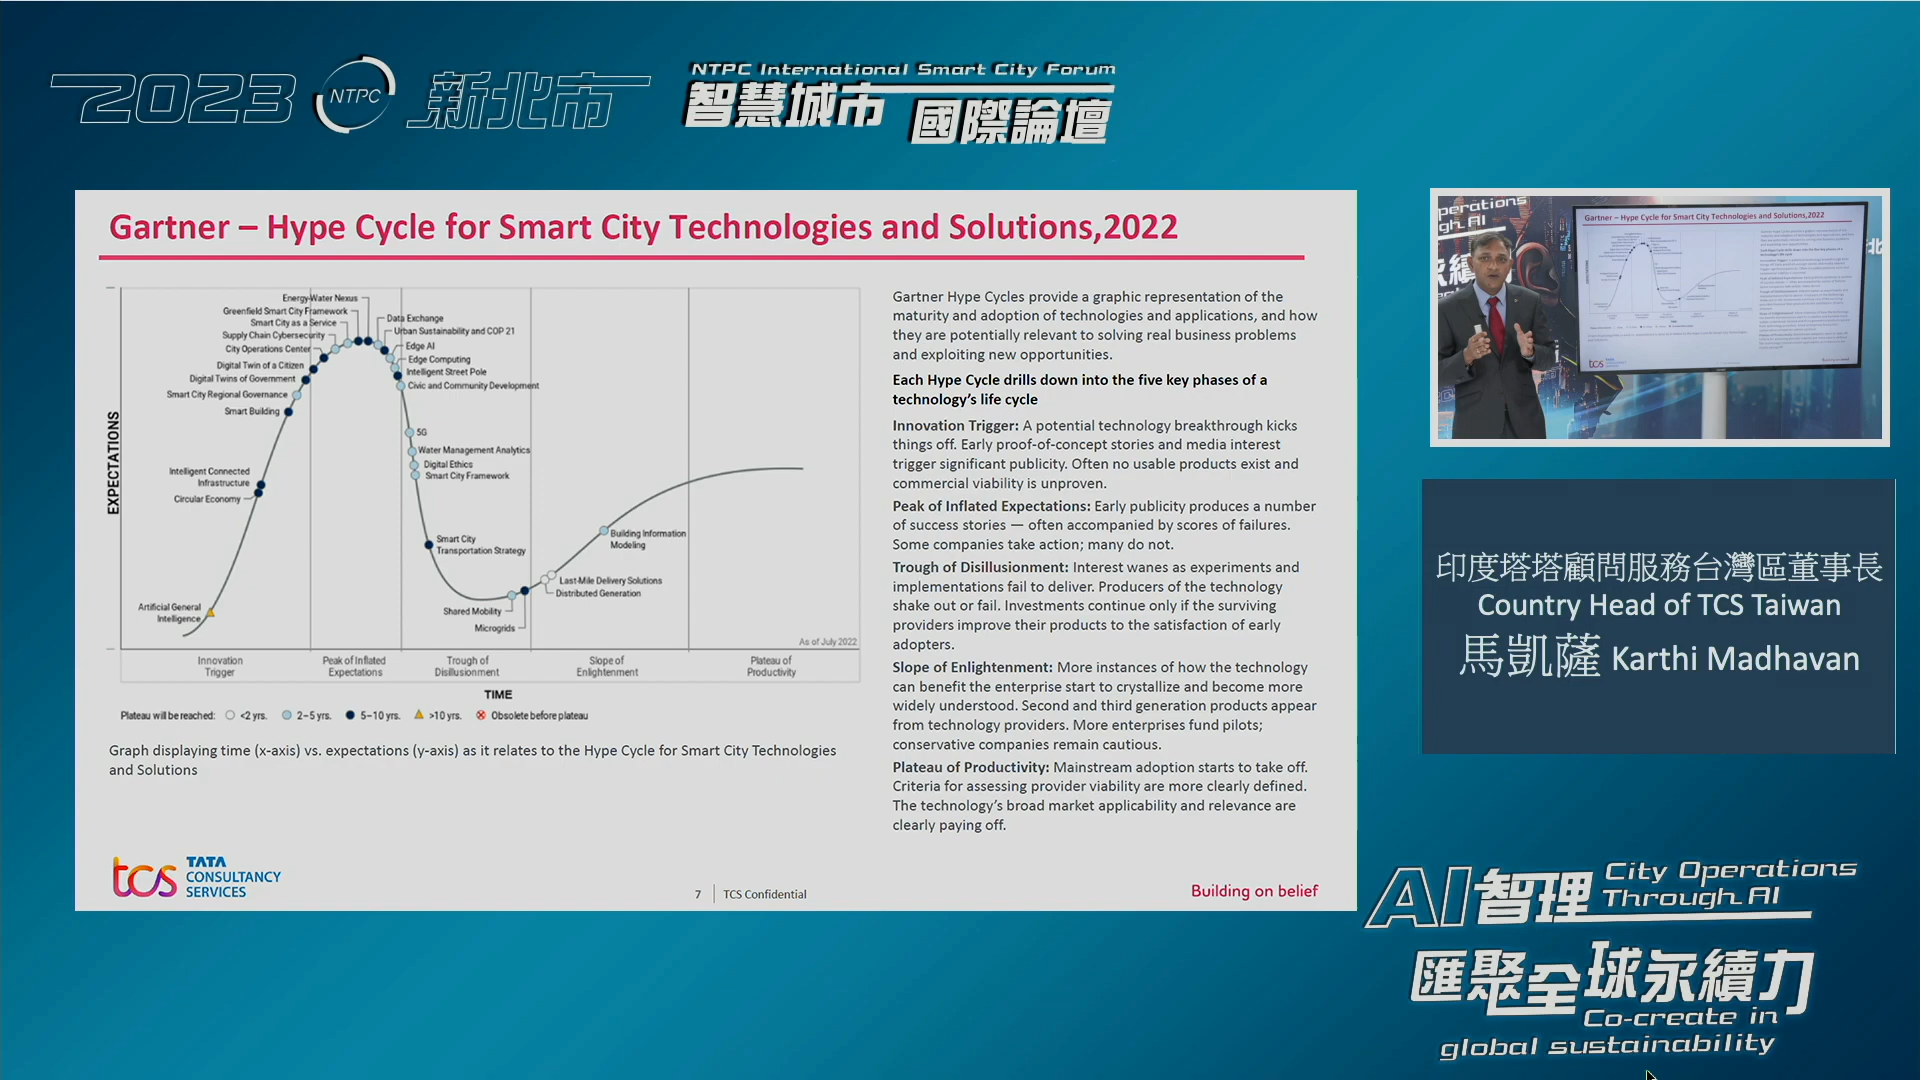 2023 NTPC 新北市
NTPC International Smart City Forum
智慧城市
國際論壇
Gartner – Hype Cycle for Smart City Technologies and Solutions,2022
EXPECTATIONS
Energy-Water Nexus
Greenfield Smart City Framework
Smart City as a Service
Supply Chain Cybersecurity
City Operations Center
Digital Twin of a Citizen
Digital Twins of Government
Smart City Regional Governance
Smart Building
Intelligent Connected
Infrastructure
Circular Economy
Artificial General
Intelligence
Data Exchange
Urban Sustainability and COP 21
Edge AI
Edge Computing
Intelligent Street Pole
Civic and Community Development
5G
Water Management Analytics
Digital Ethics
Smart City Framework
Smart City
Transportation Strategy
Shared Mobility
Microgrids
Last-Mile Delivery Solutions
Distributed Generation
Building Information
Modeling
As of July 2022
Innovation
Trigger
Peak of Inflated
Expectations
Trough of
Disillusionment
Slope of
Enlightenment
Plateau of
Productivity
TIME
Plateau will be reached: <2 yrs. 2–5 yrs. 5–10 yrs. >10 yrs. Obsolete before plateau
Graph displaying time (x-axis) vs. expectations (y-axis) as it relates to the Hype Cycle for Smart City Technologies
and Solutions
Gartner Hype Cycles provide a graphic representation of the
maturity and adoption of technologies and applications, and how
they are potentially relevant to solving real business problems
and exploiting new opportunities.
Each Hype Cycle drills down into the five key phases of a
technology's life cycle
Innovation Trigger: A potential technology breakthrough kicks
things off. Early proof-of-concept stories and media interest
trigger significant publicity. Often no usable products exist and
commercial viability is unproven.
Peak of Inflated Expectations: Early publicity produces a number
of success stories — often accompanied by scores of failures.
Some companies take action; many do not.
Trough of Disillusionment: Interest wanes as experiments and
implementations fail to deliver. Producers of the technology
shake out or fail. Investments continue only if the surviving
providers improve their products to the satisfaction of early
adopters.
Slope of Enlightenment: More instances of how the technology
can benefit the enterprise start to crystallize and become more
widely understood. Second and third generation products appear
from technology providers. More enterprises fund pilots;
conservative companies remain cautious.
Plateau of Productivity: Mainstream adoption starts to take off.
Criteria for assessing provider viability are more clearly defined.
The technology's broad market applicability and relevance are
clearly paying off.
tcs TATA
CONSULTANCY
SERVICES
7 TCS Confidential
Building on belief
Gartner – Hype Cycle for Smart City Technologies and Solutions,2022
印度塔塔顧問服務台灣區董事長
Country Head of TCS Taiwan
馬凱薩 Karthi Madhavan
AI智理 City Operations
Through AI
匯聚全球永續力
Co-create in
global sustainability